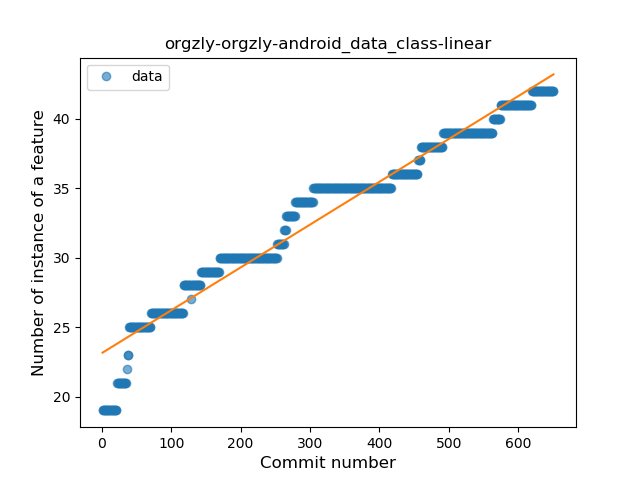 orgzly-orgzly-android_data_class-linear
data
Number of instance of a feature
40
35
30
25
20
0 100 200 300 400 500 600
Commit number